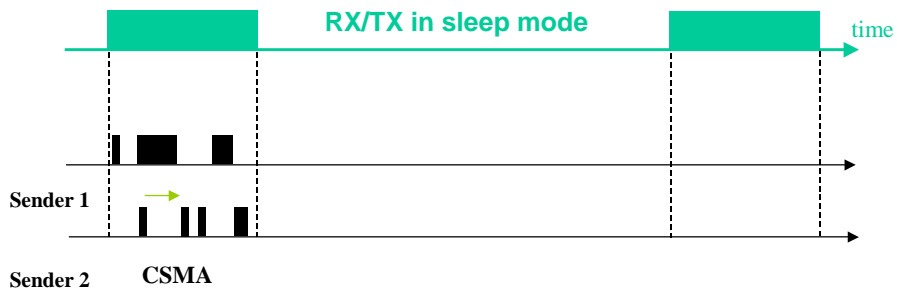 RX/TX in sleep mode
time
Sender 1
Sender 2
CSMA